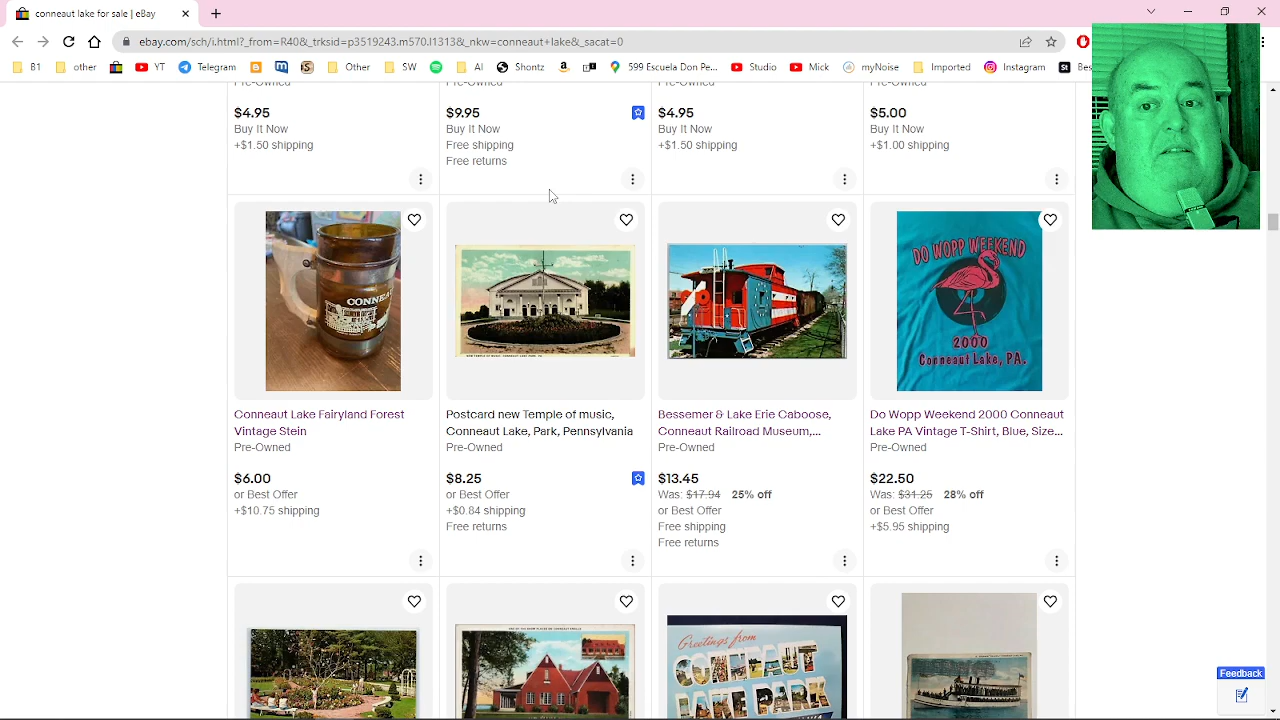 conneaut lake for sale | eBay
ebay.com/sch/i.html?_from=R40&_trksid=p3519247.m570.l1313&_nkw=conneaut+lake&_sacat=0
B1 other YT Telegram Other AI Smntz 599 Escuela Don Pe... Studio Mick myNoise Imported Instagram Bes
$4.95
Buy It Now
+$1.50 shipping
$9.95
Buy It Now
Free shipping
Free returns
$4.95
Buy It Now
+$1.50 shipping
$5.00
Buy It Now
+$1.00 shipping
DO WOPP WEEKEND
2000
Conneaut Lake, PA.
Conneaut Lake Fairyland Forest
Vintage Stein
Pre-Owned
$6.00
or Best Offer
+$10.75 shipping
Postcard new Temple of music,
Conneaut Lake, Park, Pennsylvania
Pre-Owned
$8.25
or Best Offer
+$0.84 shipping
Free returns
Bessemer & Lake Erie Caboose,
Conneaut Railroad Museum,...
Pre-Owned
$13.45
Was: $17.94 25% off
or Best Offer
Free shipping
Free returns
Do Wopp Weekend 2000 Conneaut
Lake PA Vintage T-Shirt, Blue, Size...
Pre-Owned
$22.50
Was: $31.25 28% off
or Best Offer
+$5.95 shipping
Greetings from
Feedback